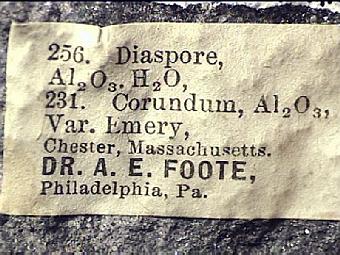 256. Diaspore,
Al₂O₃. H₂O,
231. Corundum, Al₂O₃,
Var. Emery,
Chester, Massachusetts.
DR. A. E. FOOTE,
Philadelphia, Pa.